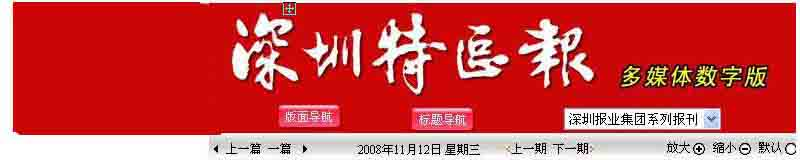 深圳特區報
多媒体数字版
版面导航 标题导航 深圳报业集团系列报刊
上一篇 一篇 2008年11月12日 星期三 上一期 下一期 放大 缩小 默认